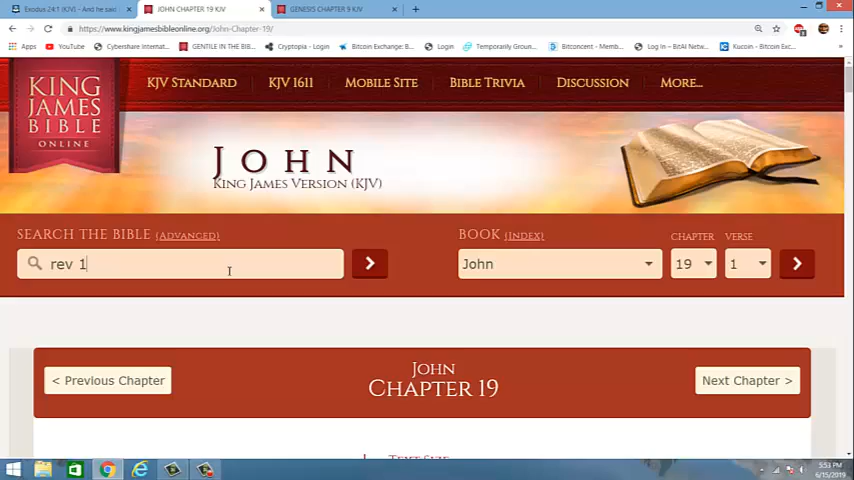 Exodus 24:1 (KJV) - And he said
JOHN CHAPTER 19 KJV
GENESIS CHAPTER 9 KJV
https://www.kingjamesbibleonline.org/John-Chapter-19/
YouTube
Cybershare Internat...
GENTILE IN THE BIB...
Cryptopia - Login
Bitcoin Exchange: B...
Login
Temporarily Groun...
Bitconcent - Memb...
Log In – BitAI Netwo...
Kucoin - Bitcoin Exc...
KING
JAMES
BIBLE
ONLINE
KJV STANDARD
KJV 1611
MOBILE SITE
BIBLE TRIVIA
DISCUSSION
MORE...
JOHN
KING JAMES VERSION (KJV)
SEARCH THE BIBLE (ADVANCED)
BOOK (INDEX)
CHAPTER
VERSE
rev 1
John
19
1
< Previous Chapter
JOHN
CHAPTER 19
Next Chapter >
TEXT SIZE
5:53 PM
6/15/2019